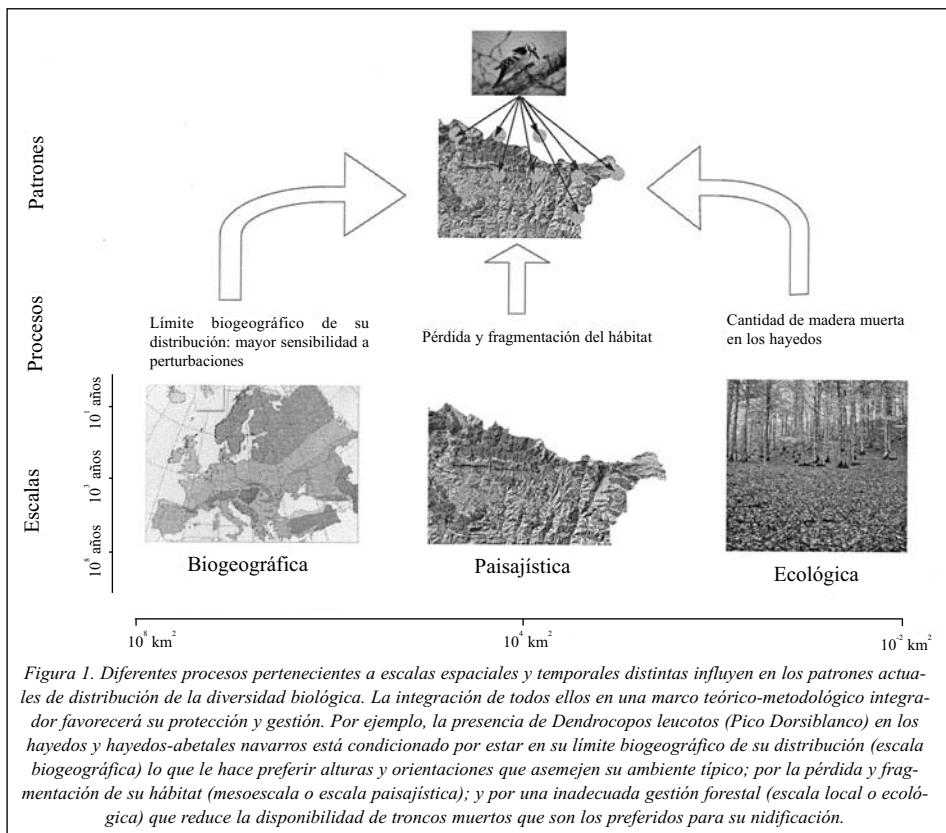 Patrones
Procesos
Límite biogeográfico de su
distribución: mayor sensibilidad a
perturbaciones
Pérdida y fragmentación del hábitat
Cantidad de madera muerta
en los hayedos
Escalas
10¹ años
10³ años
10⁸ años
Biogeográfica
Paisajística
Ecológica
10⁸ km²
10⁴ km²
10⁻² km²
Figura 1. Diferentes procesos pertenecientes a escalas espaciales y temporales distintas influyen en los patrones actua-
les de distribución de la diversidad biológica. La integración de todos ellos en una marco teórico-metodológico integra-
dor favorecerá su protección y gestión. Por ejemplo, la presencia de Dendrocopos leucotos (Pico Dorsiblanco) en los
hayedos y hayedos-abetales navarros está condicionado por estar en su límite biogeográfico de su distribución (escala
biogeográfica) lo que le hace preferir alturas y orientaciones que asemejen su ambiente típico; por la pérdida y frag-
mentación de su hábitat (mesoescala o escala paisajística); y por una inadecuada gestión forestal (escala local o ecoló-
gica) que reduce la disponibilidad de troncos muertos que son los preferidos para su nidificación.